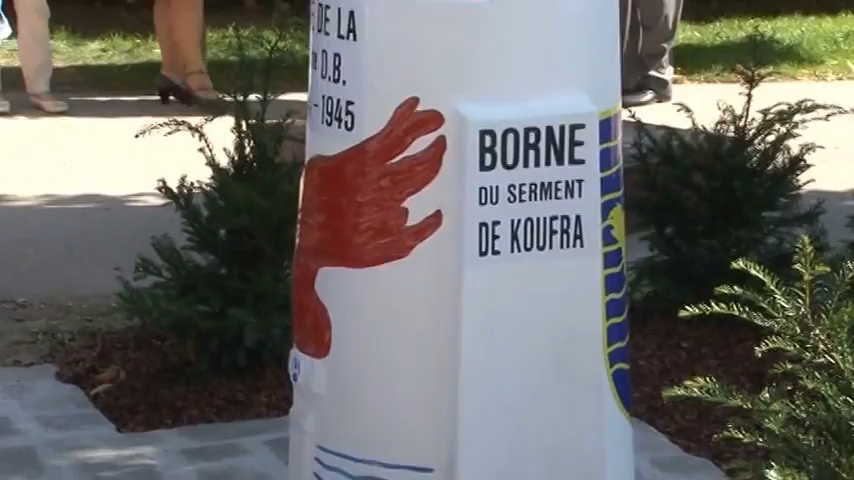 DE LA
D.B.
- 1945
BORNE
DU SERMENT
DE KOUFRA